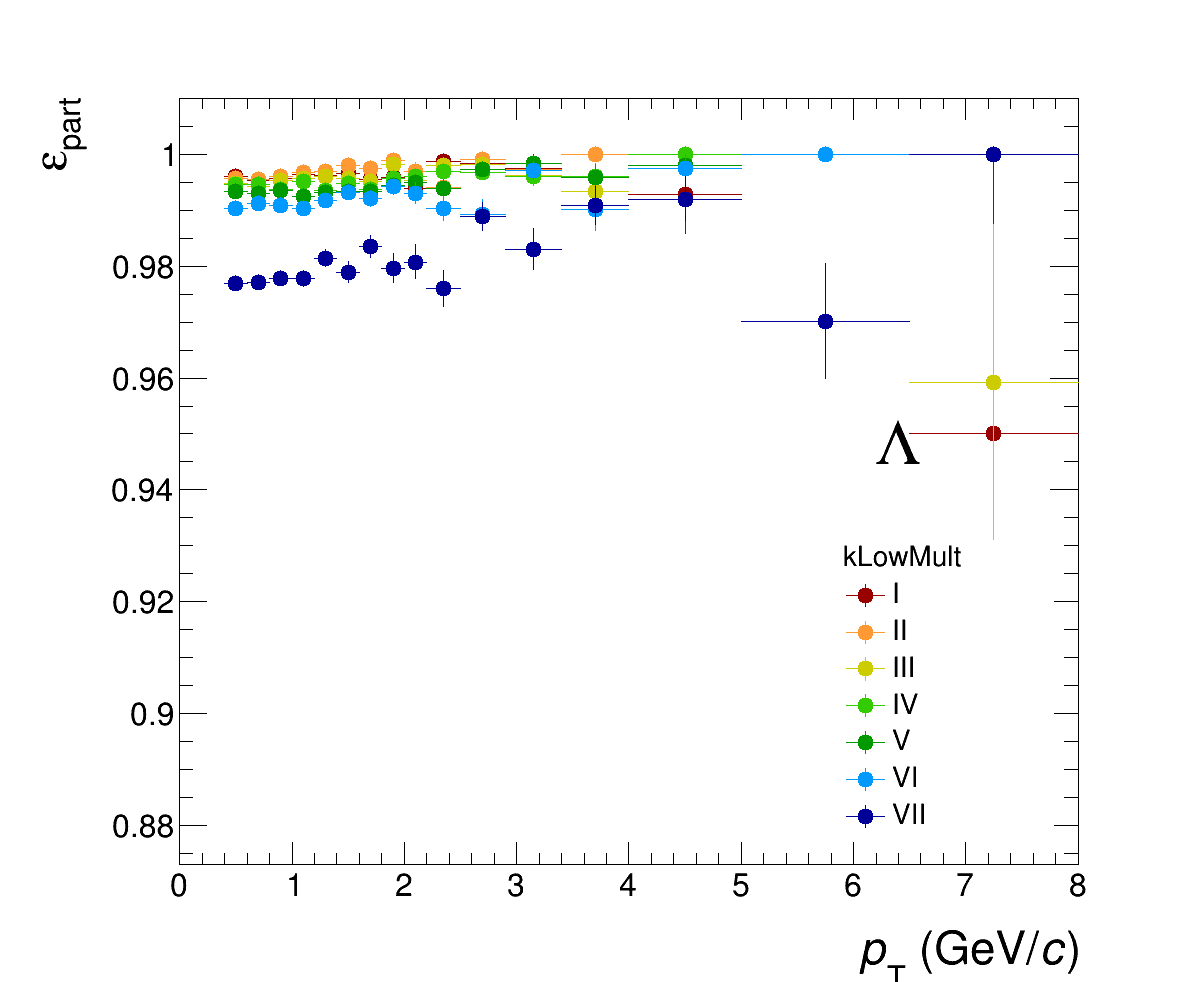 ε_part
1
0.98
0.96
0.94
0.92
0.9
0.88
Λ
kLowMult
I
II
III
IV
V
VI
VII
0 1 2 3 4 5 6 7 8
p_T (GeV/c)